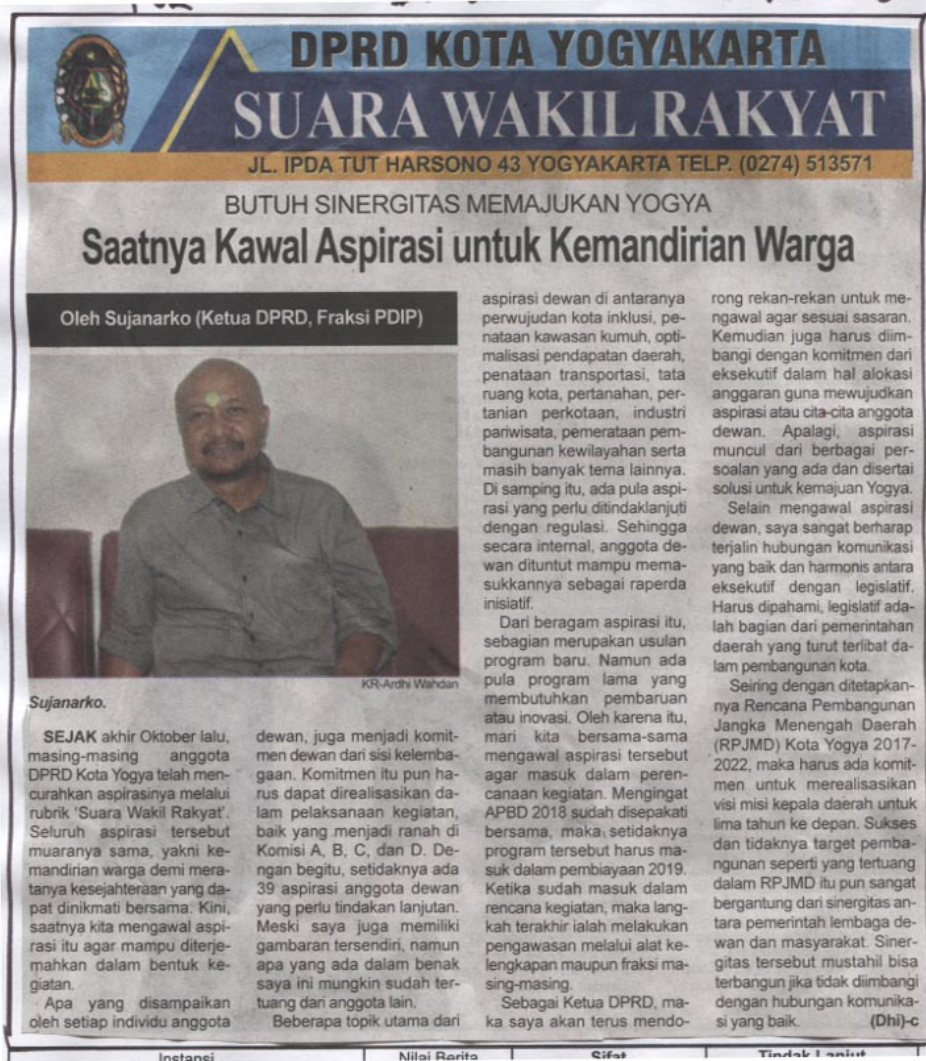 DPRD KOTA YOGYAKARTA
SUARA WAKIL RAKYAT
JL. IPDA TUT HARSONO 43 YOGYAKARTA TELP. (0274) 513571
BUTUH SINERGITAS MEMAJUKAN YOGYA
Saatnya Kawal Aspirasi untuk Kemandirian Warga
Oleh Sujanarko (Ketua DPRD, Fraksi PDIP)
KR-Ardhi Wahdan
Sujanarko.
SEJAK akhir Oktober lalu,
masing-masing anggota
DPRD Kota Yogya telah men-
curahkan aspirasinya melalui
rubrik 'Suara Wakil Rakyat'.
Seluruh aspirasi tersebut
muaranya sama, yakni ke-
mandirian warga demi mera-
tanya kesejahteraan yang da-
pat dinikmati bersama. Kini,
saatnya kita mengawal aspi-
rasi itu agar mampu diterje-
mahkan dalam bentuk ke-
giatan.
Apa yang disampaikan
oleh setiap individu anggota
dewan, juga menjadi komit-
men dewan dari sisi kelemba-
gaan. Komitmen itu pun ha-
rus dapat direalisasikan da-
lam pelaksanaan kegiatan,
baik yang menjadi ranah di
Komisi A, B, C, dan D. De-
ngan begitu, setidaknya ada
39 aspirasi anggota dewan
yang perlu tindakan lanjutan.
Meski saya juga memiliki
gambaran tersendiri, namun
apa yang ada dalam benak
saya ini mungkin sudah ter-
tuang dari anggota lain.
Beberapa topik utama dari
aspirasi dewan di antaranya
perwujudan kota inklusi, pe-
nataan kawasan kumuh, opti-
malisasi pendapatan daerah,
penataan transportasi, tata
ruang kota, pertanahan, per-
tanian perkotaan, industri
pariwisata, pemerataan pem-
bangunan kewilayahan serta
masih banyak tema lainnya.
Di samping itu, ada pula aspi-
rasi yang perlu ditindaklanjuti
dengan regulasi. Sehingga
secara internal, anggota de-
wan dituntut mampu mema-
sukkannya sebagai raperda
inisiatif.
Dari beragam aspirasi itu,
sebagian merupakan usulan
program baru. Namun ada
pula program lama yang
membutuhkan pembaruan
atau inovasi. Oleh karena itu,
mari kita bersama-sama
mengawal aspirasi tersebut
agar masuk dalam peren-
canaan kegiatan. Mengingat
APBD 2018 sudah disepakati
bersama, maka setidaknya
program tersebut harus ma-
suk dalam pembiayaan 2019.
Ketika sudah masuk dalam
rencana kegiatan, maka lang-
kah terakhir ialah melakukan
pengawasan melalui alat ke-
lengkapan maupun fraksi ma-
sing-masing.
Sebagai Ketua DPRD, ma-
ka saya akan terus mendo-
rong rekan-rekan untuk me-
ngawal agar sesuai sasaran.
Kemudian juga harus diim-
bangi dengan komitmen dari
eksekutif dalam hal alokasi
anggaran guna mewujudkan
aspirasi atau cita-cita anggota
dewan. Apalagi, aspirasi
muncul dari berbagai per-
soalan yang ada dan disertai
solusi untuk kemajuan Yogya.
Selain mengawal aspirasi
dewan, saya sangat berharap
terjalin hubungan komunikasi
yang baik dan harmonis antara
eksekutif dengan legislatif.
Harus dipahami, legislatif ada-
lah bagian dari pemerintahan
daerah yang turut terlibat da-
lam pembangunan kota.
Seiring dengan ditetapkan-
nya Rencana Pembangunan
Jangka Menengah Daerah
(RPJMD) Kota Yogya 2017-
2022, maka harus ada komit-
men untuk merealisasikan
visi misi kepala daerah untuk
lima tahun ke depan. Sukses
dan tidaknya target pemba-
ngunan seperti yang tertuang
dalam RPJMD itu pun sangat
bergantung dari sinergitas an-
tara pemerintah lembaga de-
wan dan masyarakat. Siner-
gitas tersebut mustahil bisa
terbangun jika tidak diimbangi
dengan hubungan komunika-
si yang baik. (Dhi)-c
Instansi Nilai Berita Sifat Tindak Lanjut